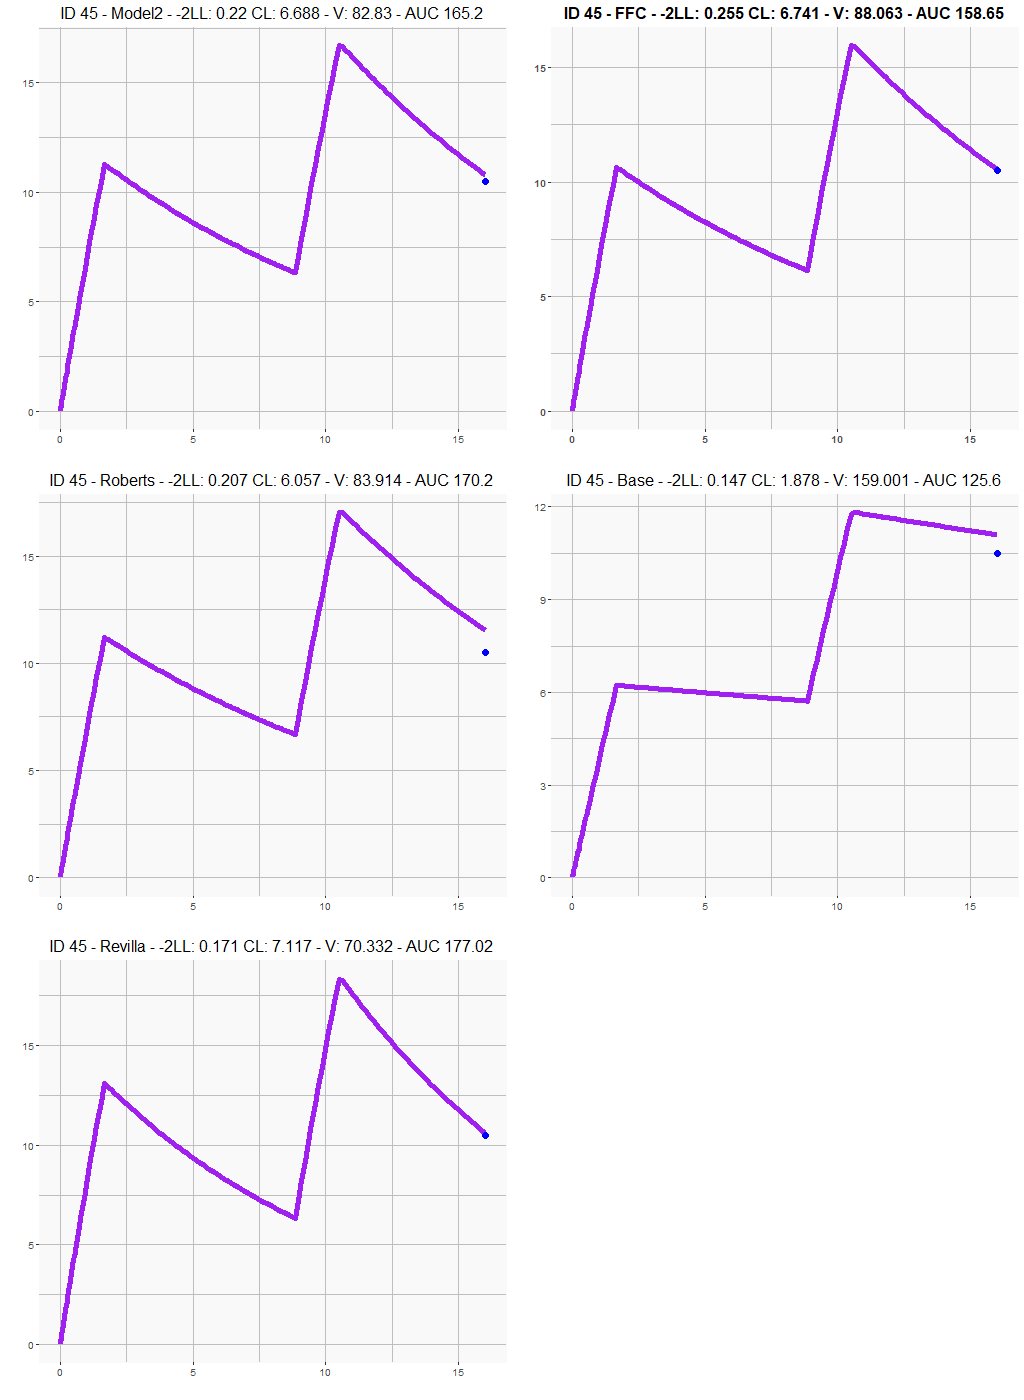 ID 45 - Model2 - -2LL: 0.22 CL: 6.688 - V: 82.83 - AUC 165.2
15
10
5
0
0 5 10 15
ID 45 - FFC - -2LL: 0.255 CL: 6.741 - V: 88.063 - AUC 158.65
15
10
5
0
0 5 10 15
ID 45 - Roberts - -2LL: 0.207 CL: 6.057 - V: 83.914 - AUC 170.2
15
10
5
0
0 5 10 15
ID 45 - Base - -2LL: 0.147 CL: 1.878 - V: 159.001 - AUC 125.6
12
9
6
3
0
0 5 10 15
ID 45 - Revilla - -2LL: 0.171 CL: 7.117 - V: 70.332 - AUC 177.02
15
10
5
0
0 5 10 15